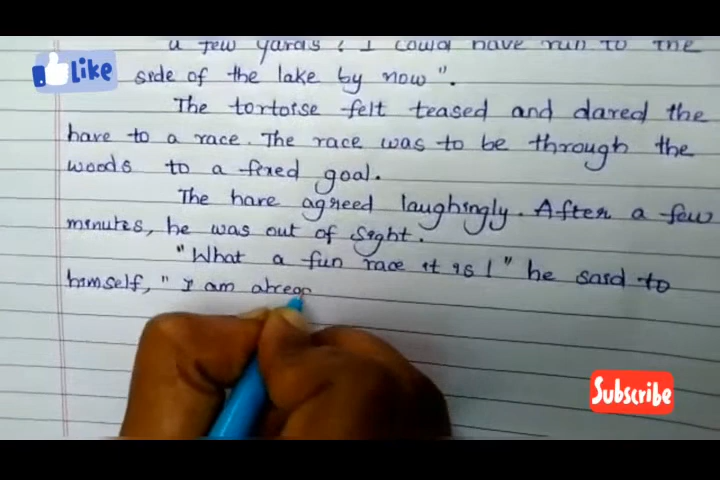 a few yards! I could have run to the
Like
side of the lake by now".
The tortoise felt teased and dared the
hare to a race. The race was to be through the
woods to a fixed goal.
The hare agreed laughingly. After a few
minutes, he was out of sight.
"What a fun race it is!" he said to
himself, "I am alrea
Subscribe